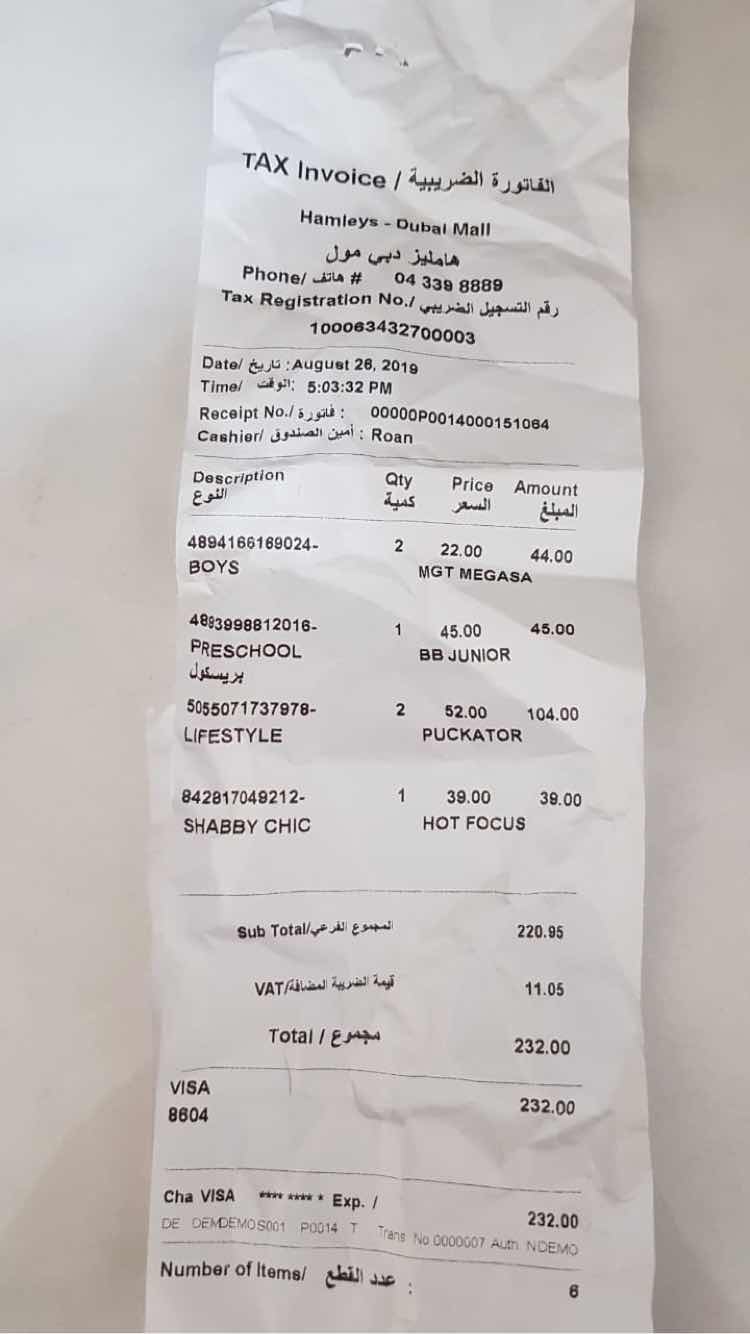 TAX Invoice / الفاتورة الضريبية
Hamleys - Dubai Mall
هامليز دبي مول
Phone/ هاتف # 04 339 8889
Tax Registration No./ رقم التسجيل الضريبي
100063432700003
Date/ تاريخ : August 26, 2019
Time/ الوقت: 5:03:32 PM
Receipt No./ فاتورة : 00000P0014000151064
Cashier/ أمين الصندوق : Roan
Description Qty Price Amount
النوع كمية السعر المبلغ
4894166169024- 2 22.00 44.00
BOYS MGT MEGASA
4893998812016- 1 45.00 45.00
PRESCHOOL BB JUNIOR
بريسكول
5055071737978- 2 52.00 104.00
LIFESTYLE PUCKATOR
842817049212- 1 39.00 39.00
SHABBY CHIC HOT FOCUS
Sub Total/المجموع الفرعي 220.95
VAT/قيمة الضريبة المضافة 11.05
Total / مجموع 232.00
VISA 232.00
8604
Cha VISA **** **** * Exp. / 232.00
DE DEMDEMOS001 P0014 T Trans No 0000007 Auth NDEMO
Number of Items/ عدد القطع : 6